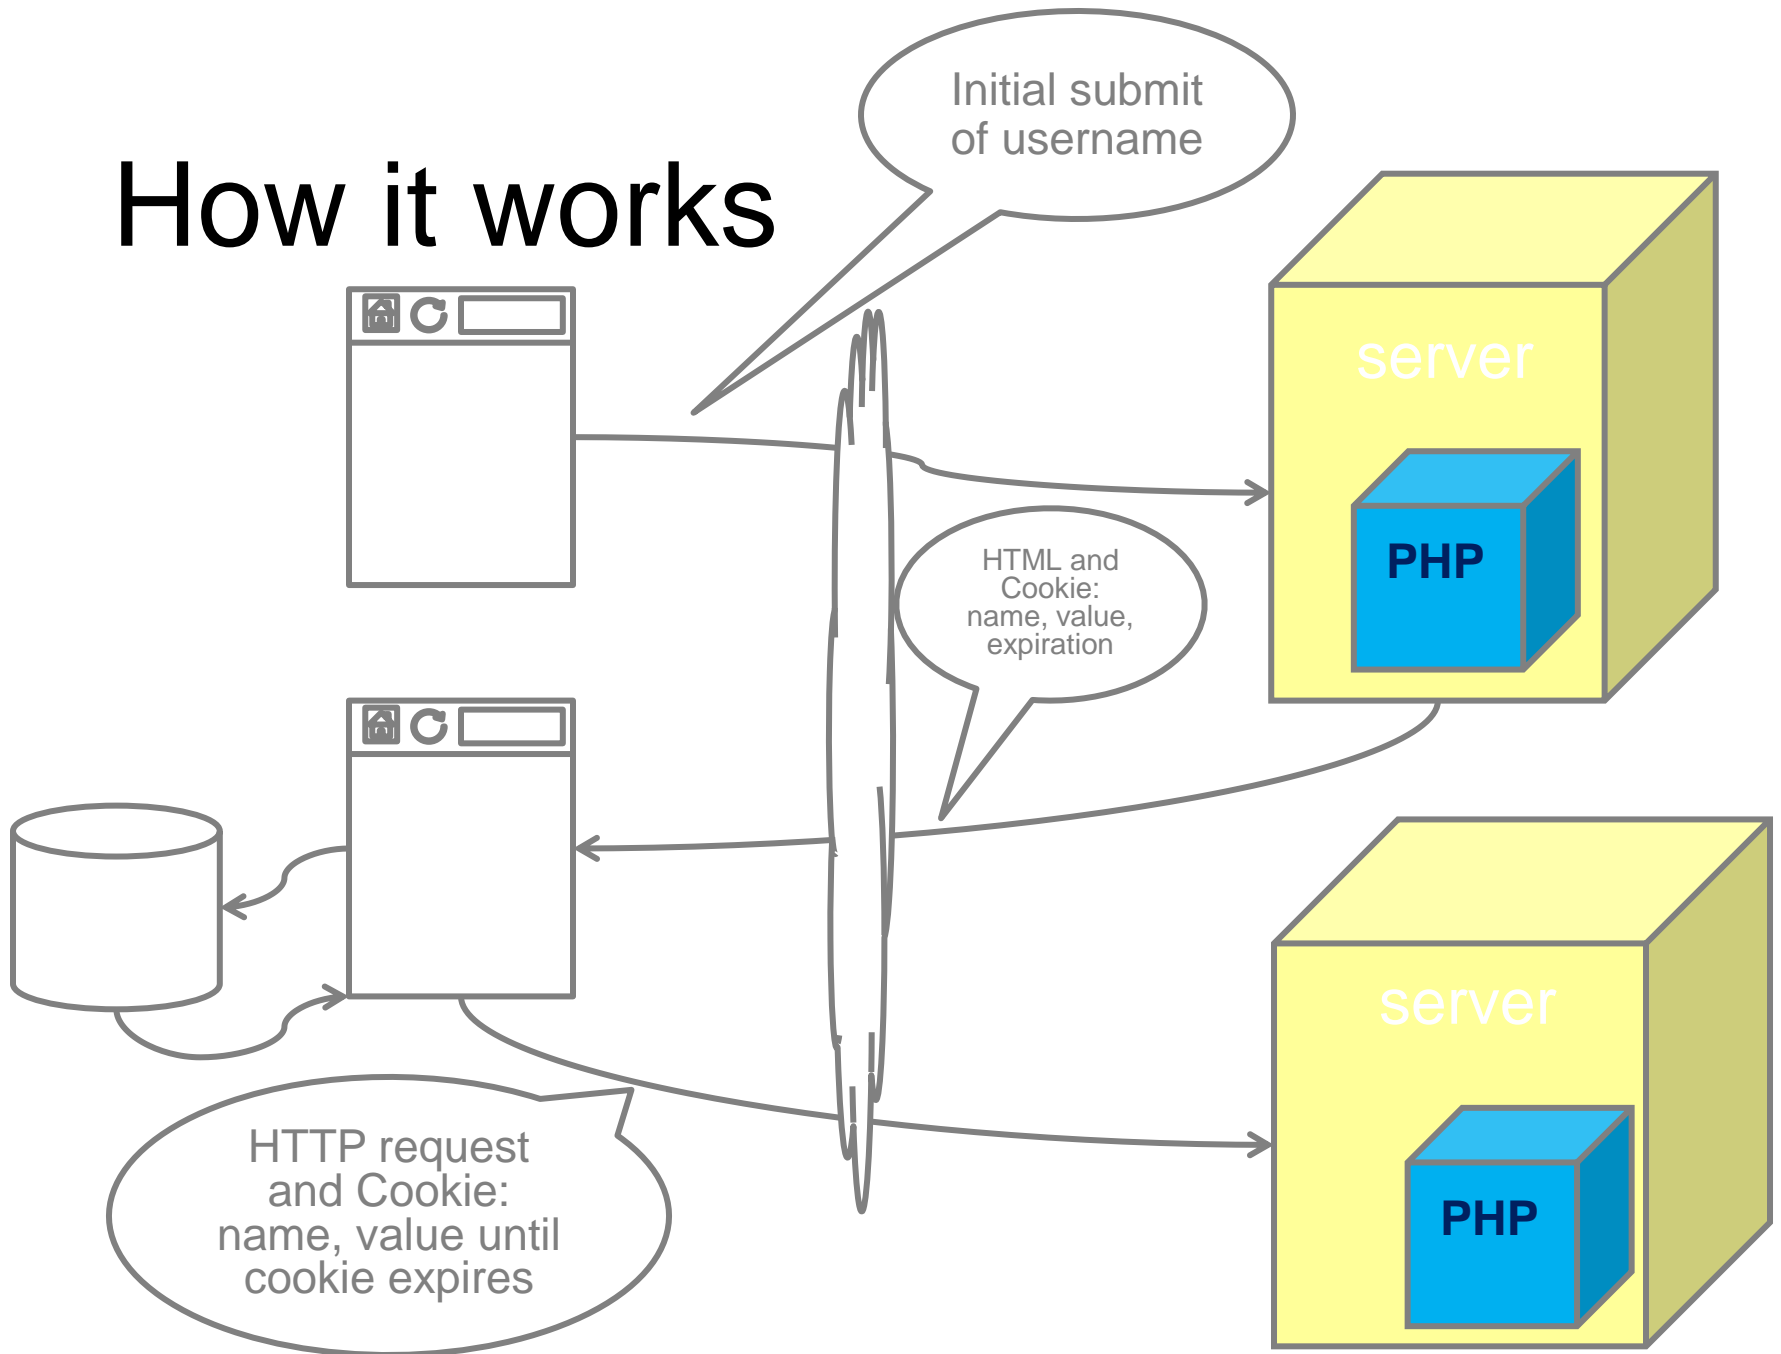 Initial submit
of username
How it works
server
PHP
HTML and
Cookie:
name, value,
expiration
server
PHP
HTTP request
and Cookie:
name, value until
cookie expires